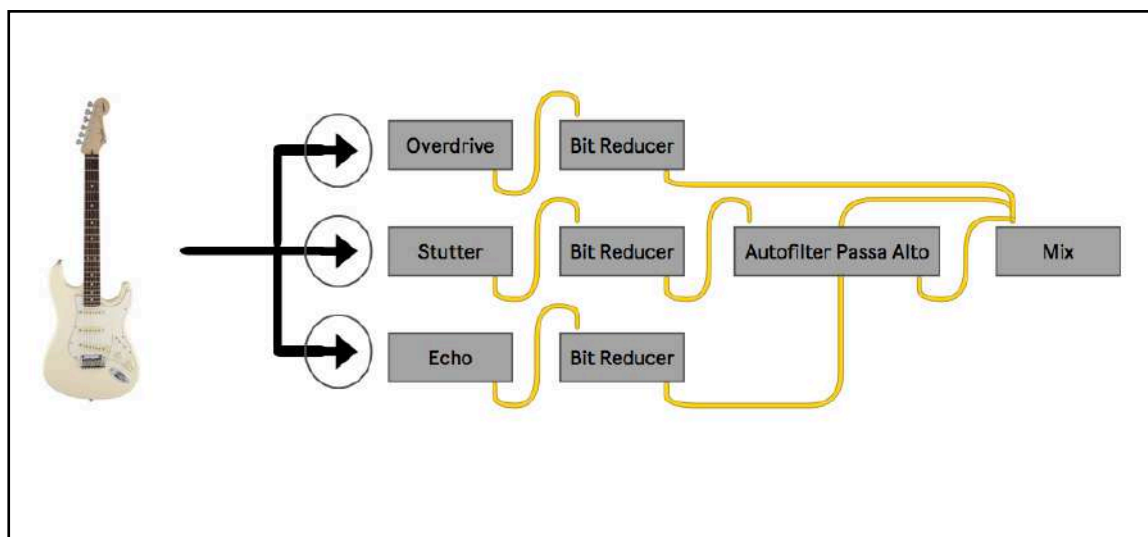 Overdrive
Bit Reducer
Stutter
Bit Reducer
Autofilter Passa Alto
Mix
Echo
Bit Reducer